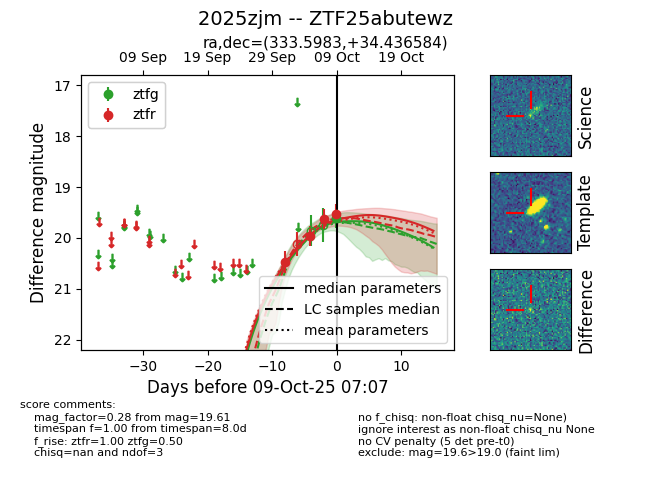 2025zjm -- ZTF25abutewz
ra,dec=(333.5983,+34.436584)
09 Sep 19 Sep 29 Sep 09 Oct 19 Oct
17
18
19
20
21
22
Difference magnitude
ztfg
ztfr
median parameters
LC samples median
mean parameters
−30 −20 −10 0 10
Days before 09-Oct-25 07:07
Science
Template
Difference
score comments:
mag_factor=0.28 from mag=19.61
timespan f=1.00 from timespan=8.0d
f_rise: ztfr=1.00 ztfg=0.50
chisq=nan and ndof=3
no f_chisq: non-float chisq_nu=None)
ignore interest as non-float chisq_nu None
no CV penalty (5 det pre-t0)
exclude: mag=19.6>19.0 (faint lim)